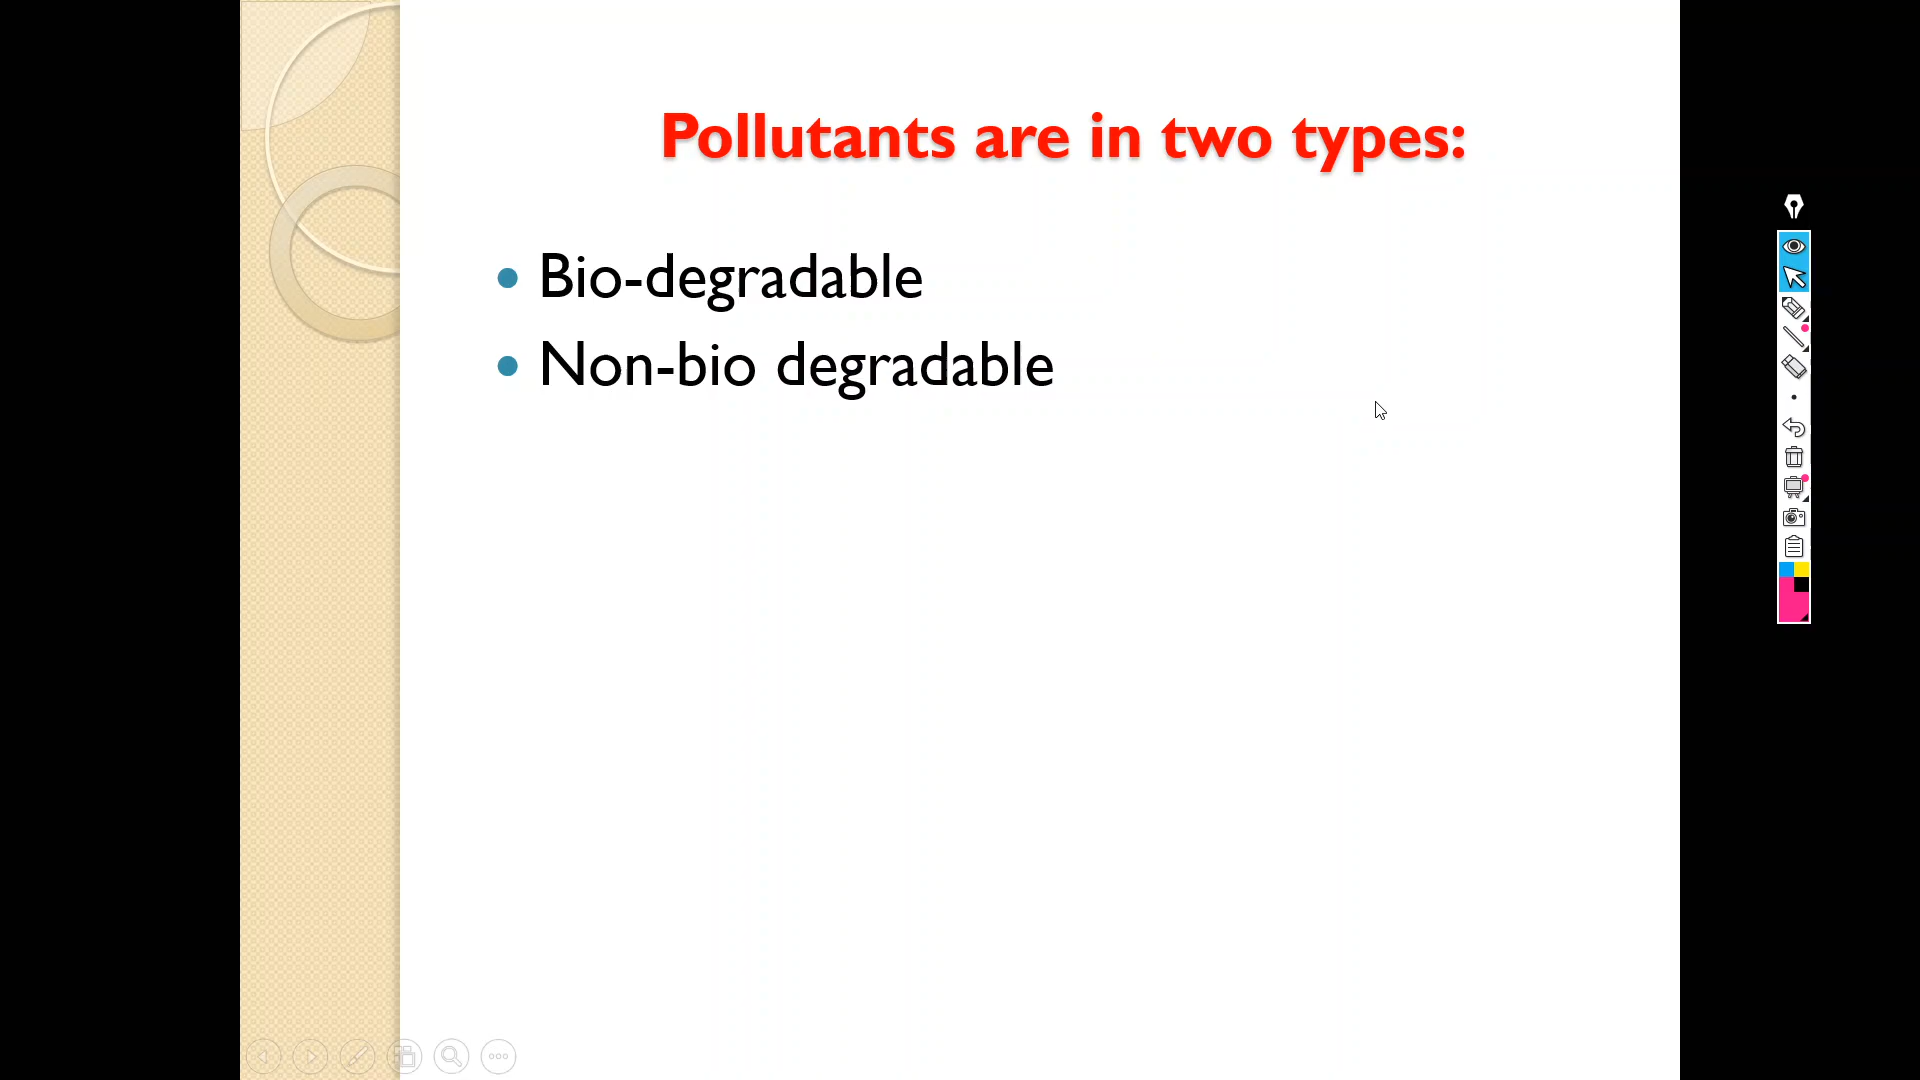 Pollutants are in two types:
• Bio-degradable
• Non-bio degradable